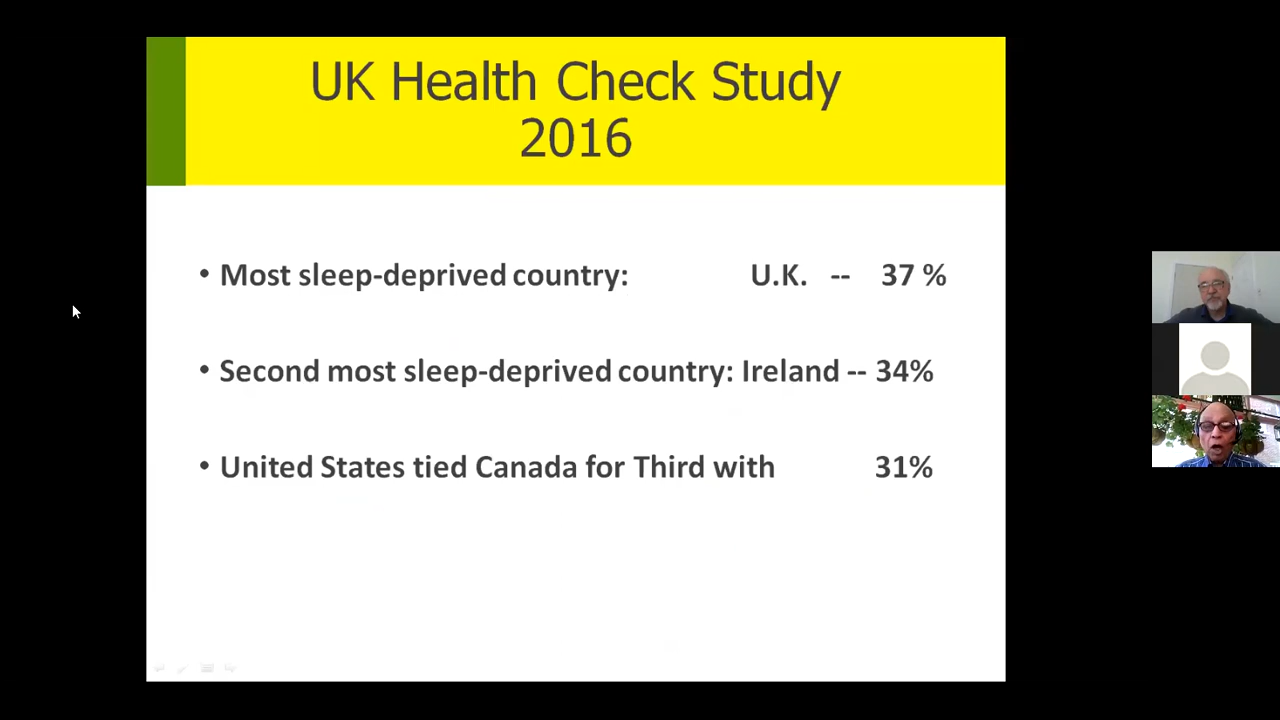 UK Health Check Study
2016
• Most sleep-deprived country: U.K. -- 37 %
• Second most sleep-deprived country: Ireland -- 34%
• United States tied Canada for Third with 31%